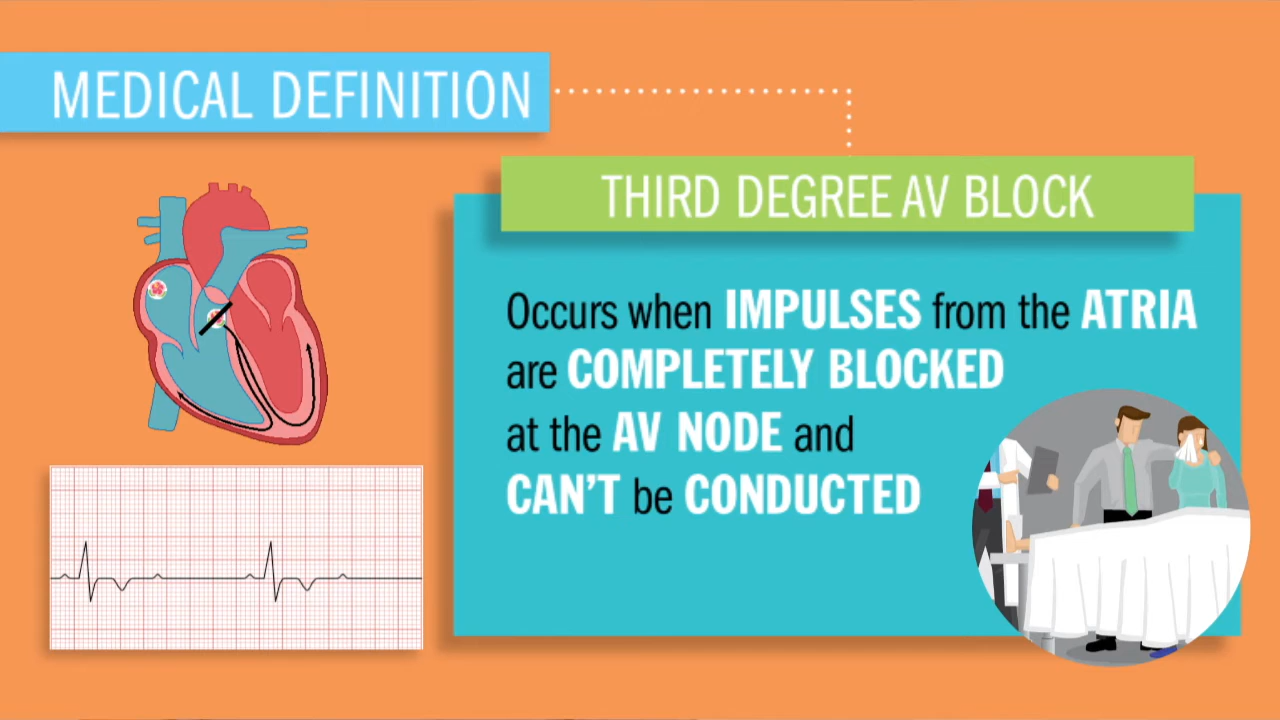 MEDICAL DEFINITION
THIRD DEGREE AV BLOCK
Occurs when IMPULSES from the ATRIA
are COMPLETELY BLOCKED
at the AV NODE and
CAN'T be CONDUCTED